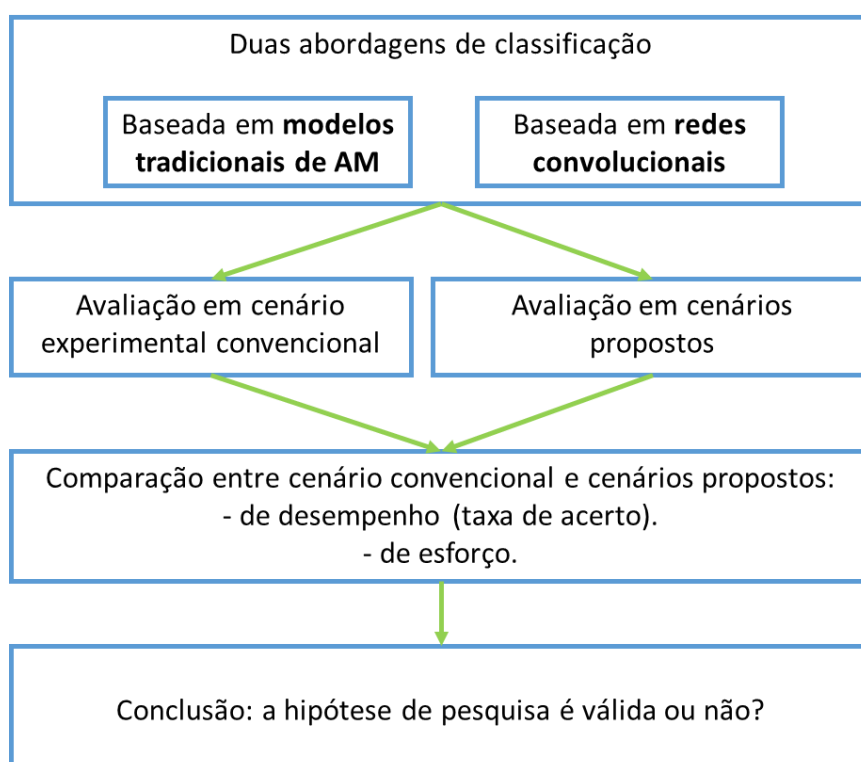 Duas abordagens de classificação
Baseada em modelos
tradicionais de AM
Baseada em redes
convolucionais
Avaliação em cenário
experimental convencional
Avaliação em cenários
propostos
Comparação entre cenário convencional e cenários propostos:
- de desempenho (taxa de acerto).
- de esforço.
Conclusão: a hipótese de pesquisa é válida ou não?